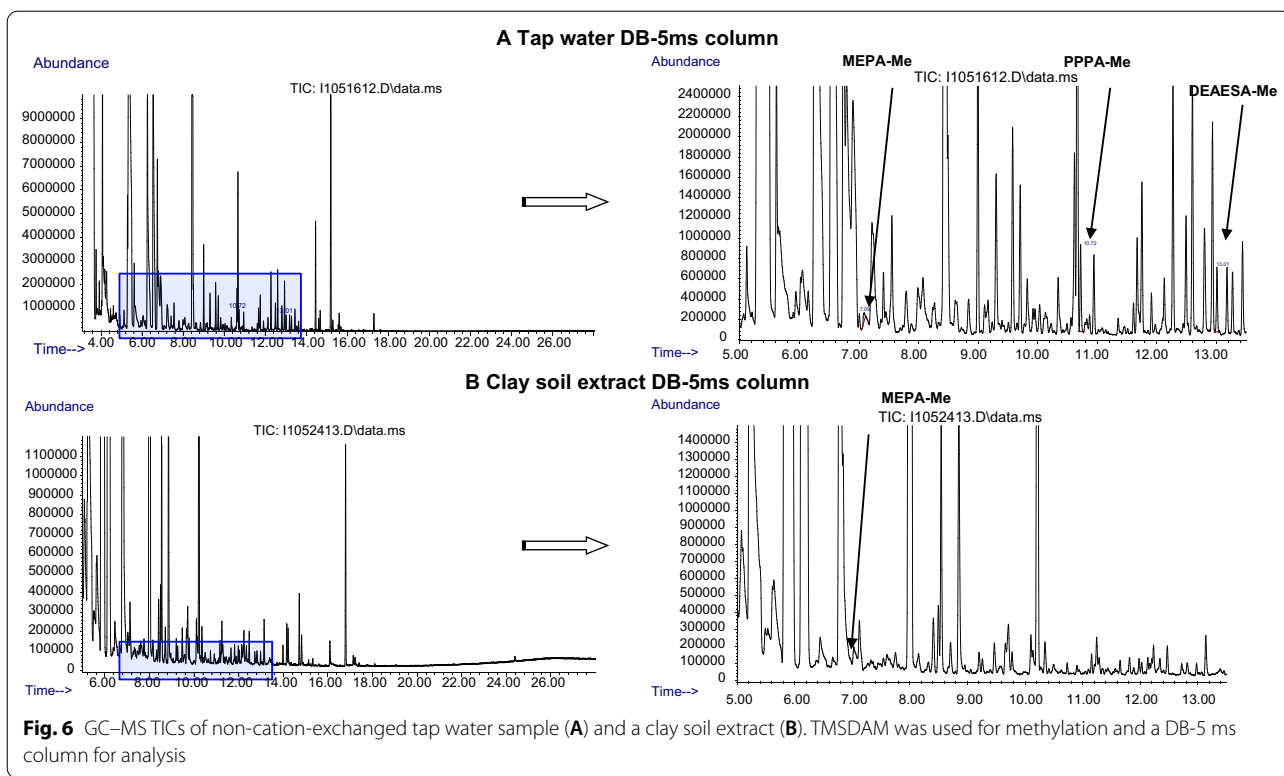 A Tap water DB-5ms column
Abundance
TIC: I1051612.D\data.ms
9000000
8000000
7000000
6000000
5000000
4000000
3000000
2000000
1000000
10.72
4.00 6.00 8.00 10.00 12.00 14.00 16.00 18.00 20.00 22.00 24.00 26.00
Time-->
Abundance
MEPA-Me
PPPA-Me
TIC: I1051612.D\data.ms
DEAESA-Me
2400000
2200000
2000000
1800000
1600000
1400000
1200000
1000000
800000
600000
400000
200000
0
10.72
13.01
5.00 6.00 7.00 8.00 9.00 10.00 11.00 12.00 13.00
Time-->
B Clay soil extract DB-5ms column
Abundance
TIC: I1052413.D\data.ms
1100000
1000000
900000
800000
700000
600000
500000
400000
300000
200000
100000
0
6.00 8.00 10.00 12.00 14.00 16.00 18.00 20.00 22.00 24.00 26.00
Time-->
MEPA-Me
Abundance
TIC: I1052413.D\data.ms
1400000
1300000
1200000
1100000
1000000
900000
800000
700000
600000
500000
400000
300000
200000
100000
0
5.00 6.00 7.00 8.00 9.00 10.00 11.00 12.00 13.00
Time-->
Fig. 6 GC–MS TICs of non-cation-exchanged tap water sample (A) and a clay soil extract (B). TMSDAM was used for methylation and a DB-5 ms
column for analysis